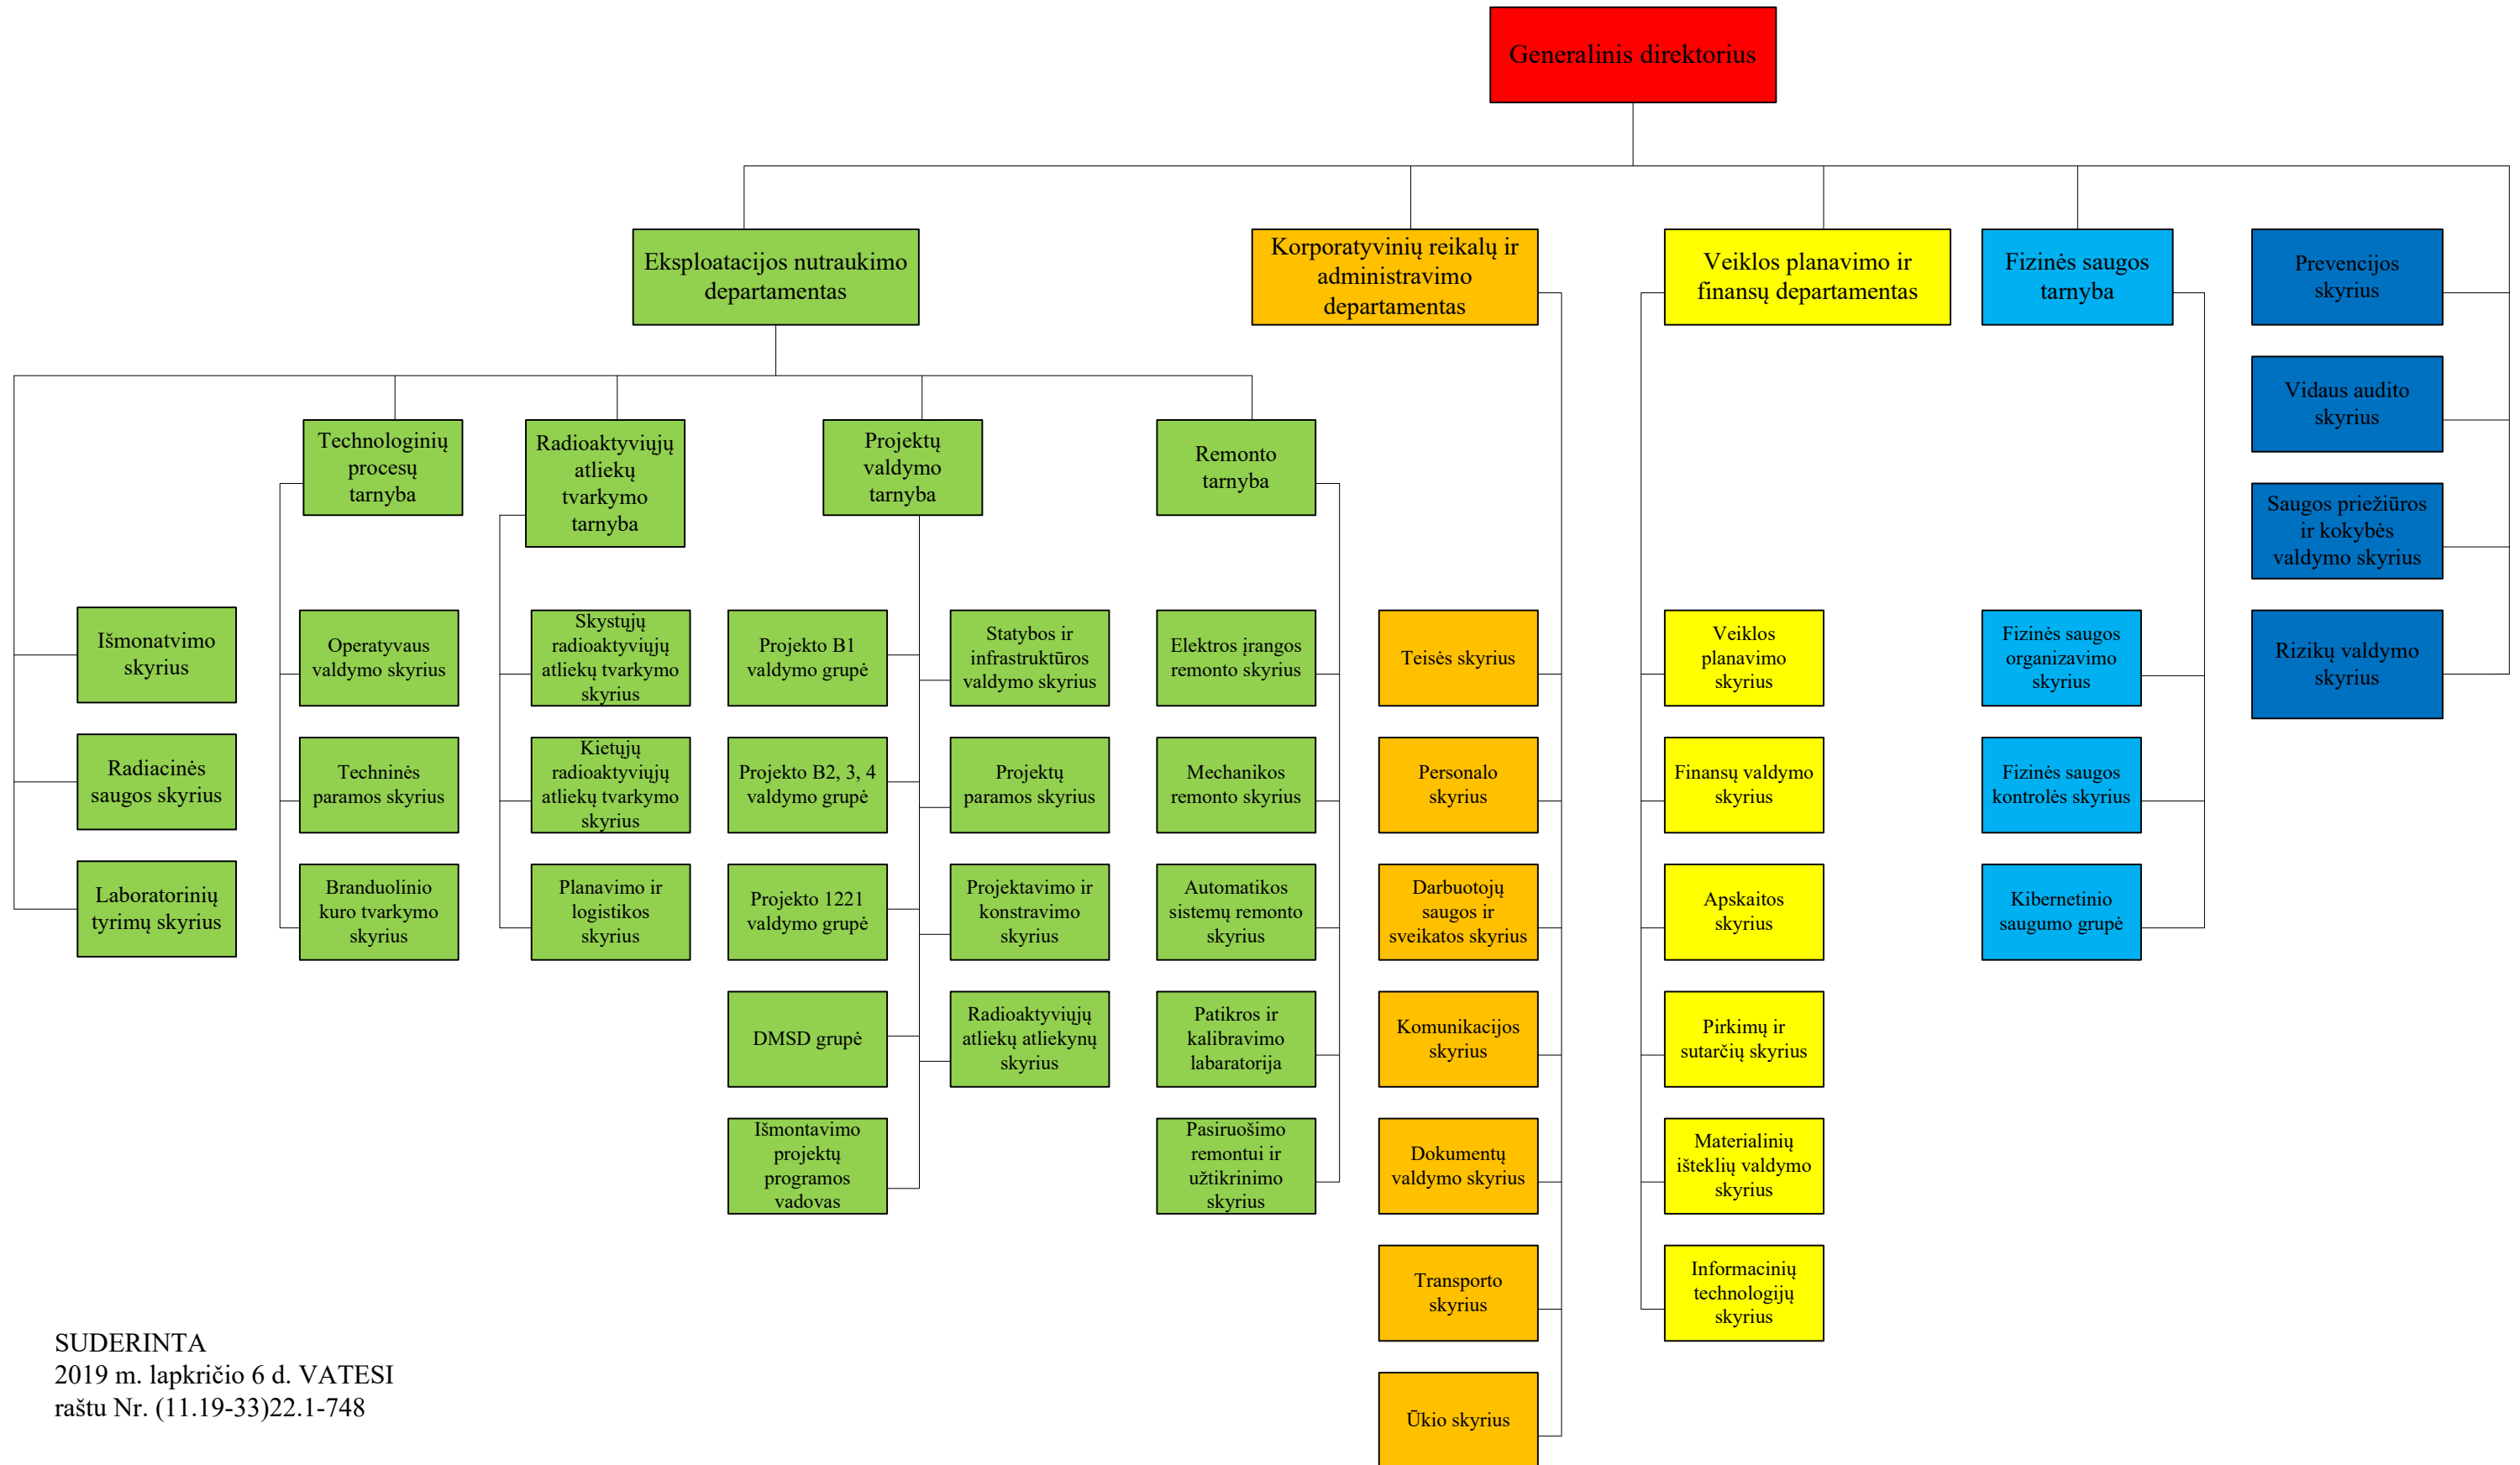 Generalinis direktorius
Eksploatacijos nutraukimo
departamentas
Korporatyvinių reikalų ir
administravimo
departamentas
Veiklos planavimo ir
finansų departamentas
Fizinės saugos
tarnyba
Prevencijos
skyrius
Vidaus audito
skyrius
Saugos priežiūros
ir kokybės
valdymo skyrius
Rizikų valdymo
skyrius
Technologinių
procesų
tarnyba
Radioaktyviųjų
atliekų
tvarkymo
tarnyba
Projektų
valdymo
tarnyba
Remonto
tarnyba
Išmonatvimo
skyrius
Radiacinės
saugos skyrius
Laboratorinių
tyrimų skyrius
Operatyvaus
valdymo skyrius
Techninės
paramos skyrius
Branduolinio
kuro tvarkymo
skyrius
Skystųjų
radioaktyviųjų
atliekų tvarkymo
skyrius
Kietųjų
radioaktyviųjų
atliekų tvarkymo
skyrius
Planavimo ir
logistikos
skyrius
Projekto B1
valdymo grupė
Projekto B2, 3, 4
valdymo grupė
Projekto 1221
valdymo grupė
DMSD grupė
Išmontavimo
projektų
programos
vadovas
Statybos ir
infrastruktūros
valdymo skyrius
Projektų
paramos skyrius
Projektavimo ir
konstravimo
skyrius
Radioaktyviųjų
atliekų atliekynų
skyrius
Elektros įrangos
remonto skyrius
Mechanikos
remonto skyrius
Automatikos
sistemų remonto
skyrius
Patikros ir
kalibravimo
labaratorija
Pasiruošimo
remontui ir
užtikrinimo
skyrius
Teisės skyrius
Personalo
skyrius
Darbuotojų
saugos ir
sveikatos skyrius
Komunikacijos
skyrius
Dokumentų
valdymo skyrius
Transporto
skyrius
Ūkio skyrius
Veiklos
planavimo
skyrius
Finansų valdymo
skyrius
Apskaitos
skyrius
Pirkimų ir
sutarčių skyrius
Materialinių
išteklių valdymo
skyrius
Informacinių
technologijų
skyrius
Fizinės saugos
organizavimo
skyrius
Fizinės saugos
kontrolės skyrius
Kibernetinio
saugumo grupė
SUDERINTA
2019 m. lapkričio 6 d. VATESI
raštu Nr. (11.19-33)22.1-748